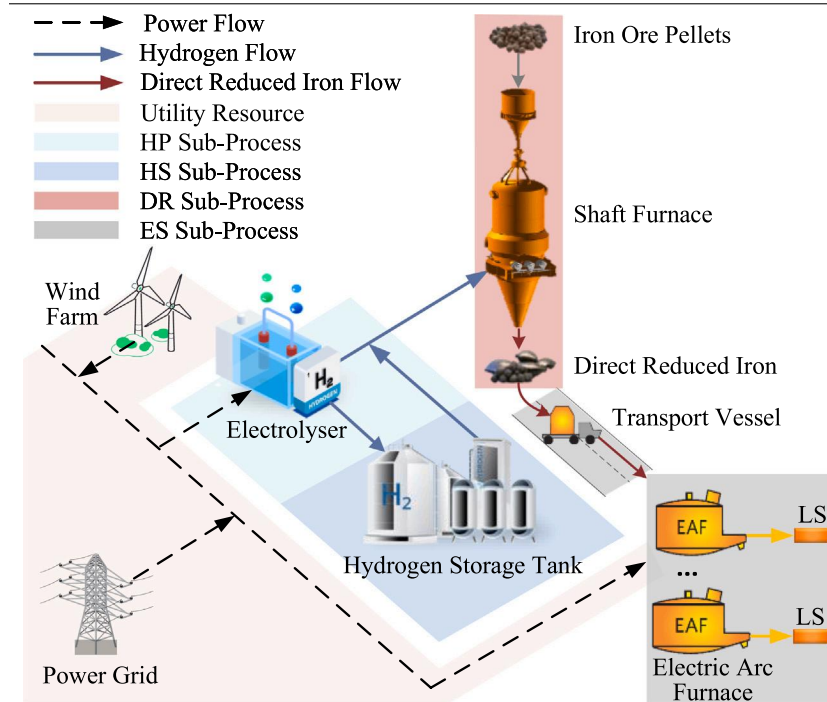 Power Flow
Hydrogen Flow
Direct Reduced Iron Flow
Utility Resource
HP Sub-Process
HS Sub-Process
DR Sub-Process
ES Sub-Process
Iron Ore Pellets
Shaft Furnace
Wind
Farm
H2
HYDROGEN
Electrolyser
Direct Reduced Iron
Transport Vessel
H2
Hydrogen Storage Tank
EAF
LS
...
EAF
LS
Electric Arc
Furnace
Power Grid